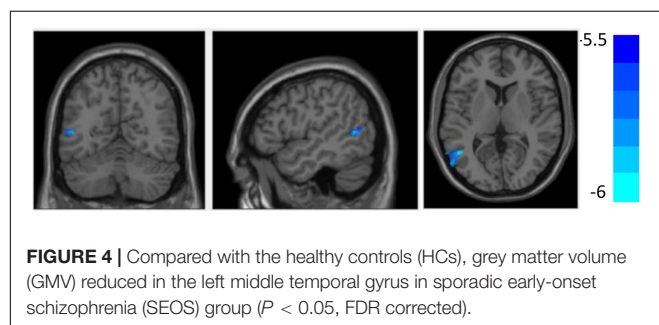 -5.5
-6
FIGURE 4 | Compared with the healthy controls (HCs), grey matter volume
(GMV) reduced in the left middle temporal gyrus in sporadic early-onset
schizophrenia (SEOS) group (P < 0.05, FDR corrected).